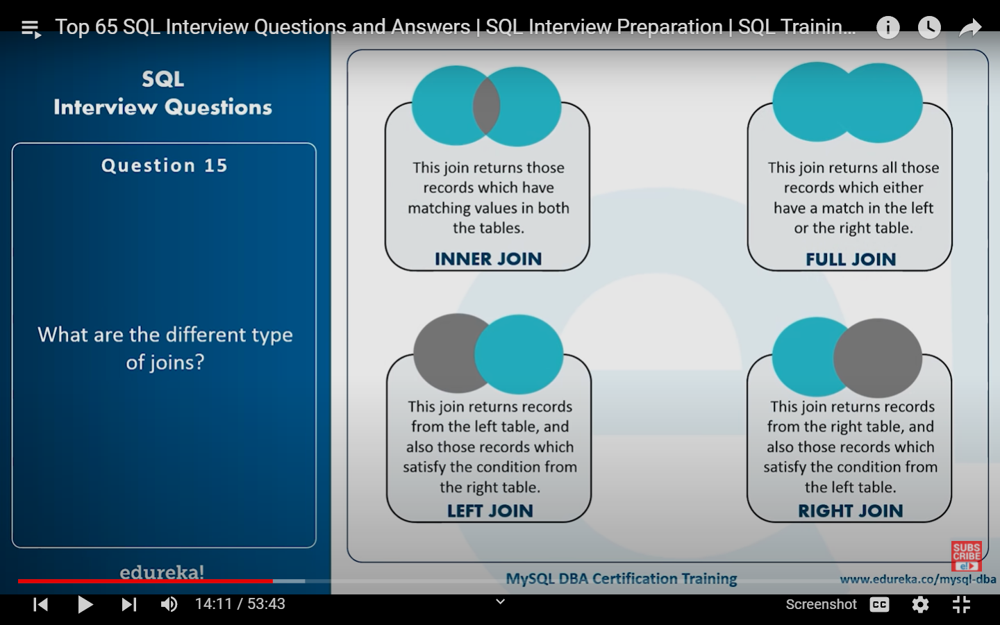 Top 65 SQL Interview Questions and Answers | SQL Interview Preparation | SQL Trainin...
SQL
Interview Questions
Question 15
What are the different type
of joins?
edureka!
This join returns those
records which have
matching values in both
the tables.
INNER JOIN
This join returns all those
records which either
have a match in the left
or the right table.
FULL JOIN
This join returns records
from the left table, and
also those records which
satisfy the condition from
the right table.
LEFT JOIN
This join returns records
from the right table, and
also those records which
satisfy the condition from
the left table.
RIGHT JOIN
SUBS
CRIBE
e!
MySQL DBA Certification Training
www.edureka.co/mysql-dba
14:11 / 53:43
Screenshot
CC